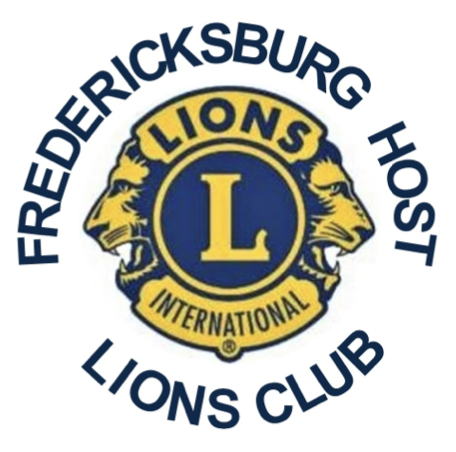 FREDERICKSBURG HOST
LIONS
L
INTERNATIONAL
®
LIONS CLUB